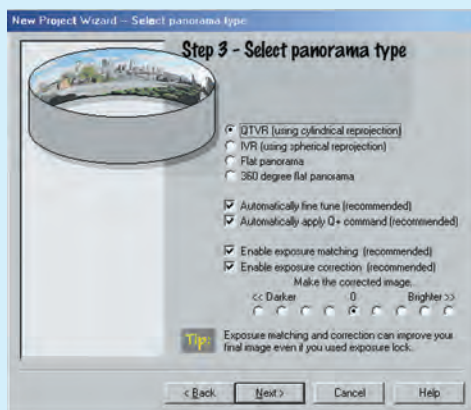 New Project Wizard -- Select panorama type
Step 3 - Select panorama type
QTVR (using cylindrical reprojection)
IVR (using spherical reprojection)
Flat panorama
360 degree flat panorama
Automatically fine tune (recommended)
Automatically apply Q+ command (recommended)
Enable exposure matching (recommended)
Enable exposure correction (recommended)
Make the corrected image...
<< Darker 0 Brighter >>
Tip: Exposure matching and correction can improve your
final image even if you used exposure lock.
< Back Next > Cancel Help